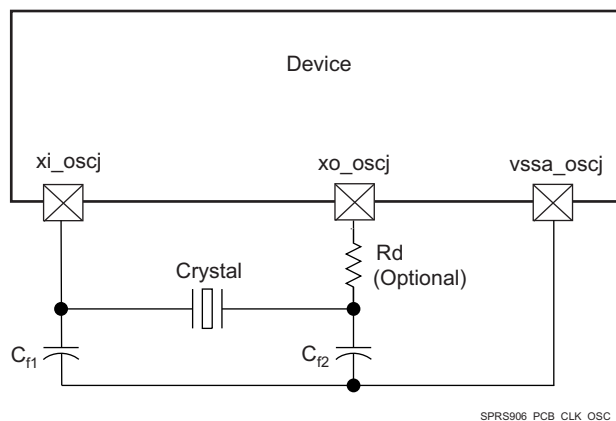 Device
xi_oscj
xo_oscj
vssa_oscj
Rd
(Optional)
Crystal
Cf1
Cf2
SPRS906_PCB_CLK_OSC